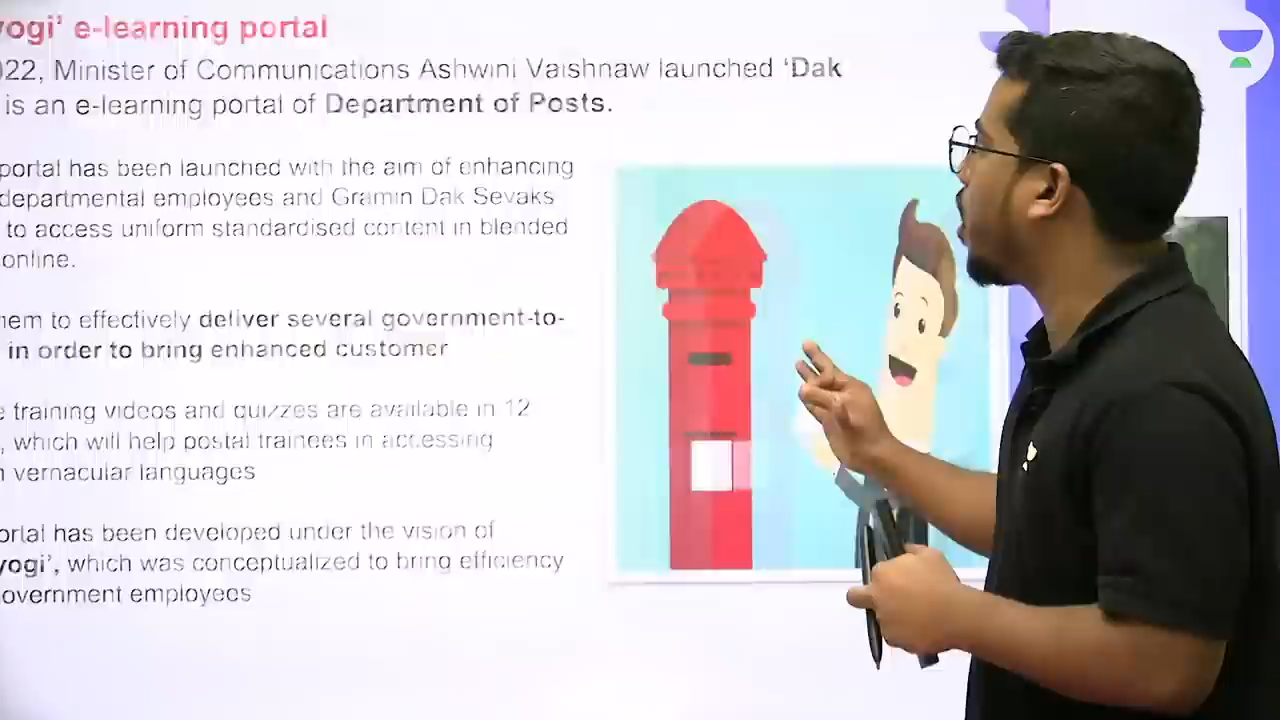 yogi’ e-learning portal
022, Minister of Communications Ashwini Vaishnaw launched ‘Dak
is an e-learning portal of Department of Posts.
portal has been launched with the aim of enhancing
departmental employees and Gramin Dak Sevaks
to access uniform standardised content in blended
online.
hem to effectively deliver several government-to-
in order to bring enhanced customer
e training videos and quizzes are available in 12
, which will help postal trainees in accessing
n vernacular languages
ortal has been developed under the vision of
yogi’, which was conceptualized to bring efficiency
overnment employees